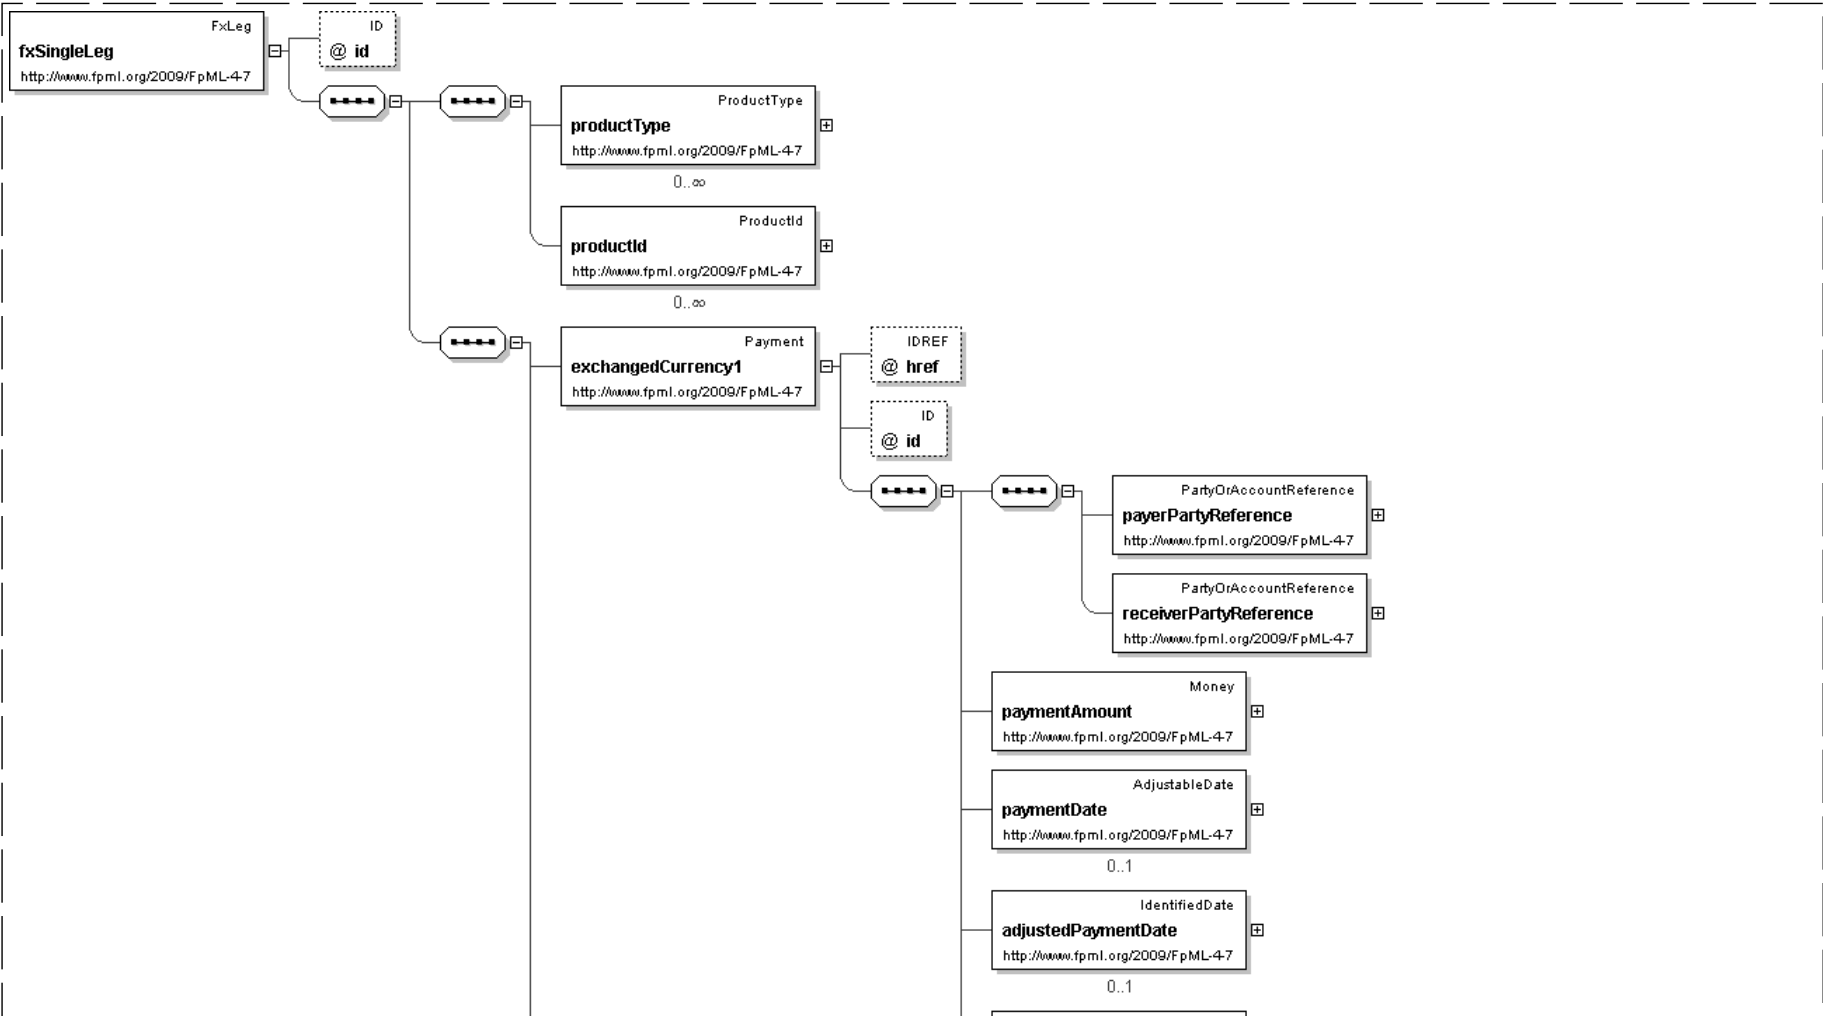 FxLeg
fxSingleLeg
http://www.fpml.org/2009/FpML-4-7
ID
@ id
ProductType
productType
http://www.fpml.org/2009/FpML-4-7
0..∞
ProductId
productId
http://www.fpml.org/2009/FpML-4-7
0..∞
Payment
exchangedCurrency1
http://www.fpml.org/2009/FpML-4-7
IDREF
@ href
ID
@ id
PartyOrAccountReference
payerPartyReference
http://www.fpml.org/2009/FpML-4-7
PartyOrAccountReference
receiverPartyReference
http://www.fpml.org/2009/FpML-4-7
Money
paymentAmount
http://www.fpml.org/2009/FpML-4-7
AdjustableDate
paymentDate
http://www.fpml.org/2009/FpML-4-7
0..1
IdentifiedDate
adjustedPaymentDate
http://www.fpml.org/2009/FpML-4-7
0..1